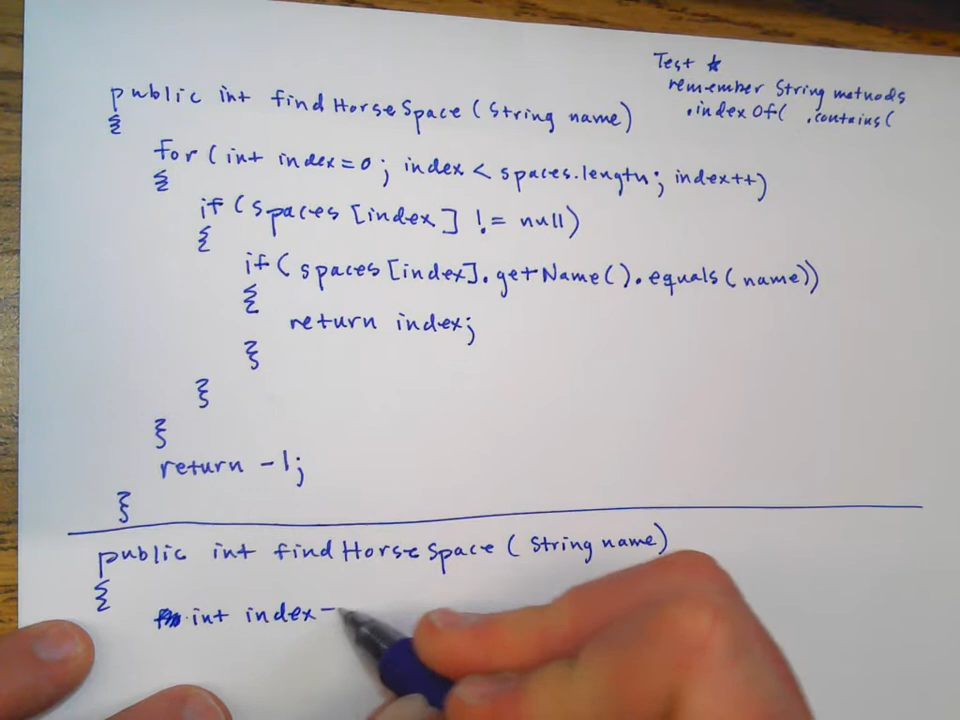 Test ★
remember String methods
.indexOf( .contains(
public int findHorseSpace(String name)
{
for(int index=0; index < spaces.length; index++)
{
if(spaces[index] != null)
{
if(spaces[index].getName().equals(name))
{
return index;
}
}
}
return -1;
}
public int findHorseSpace(String name)
{
int index -